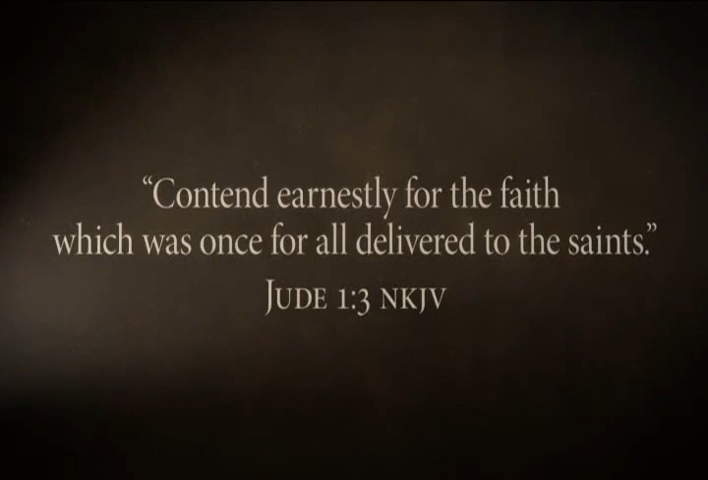 “Contend earnestly for the faith
which was once for all delivered to the saints.”
Jude 1:3 NKJV